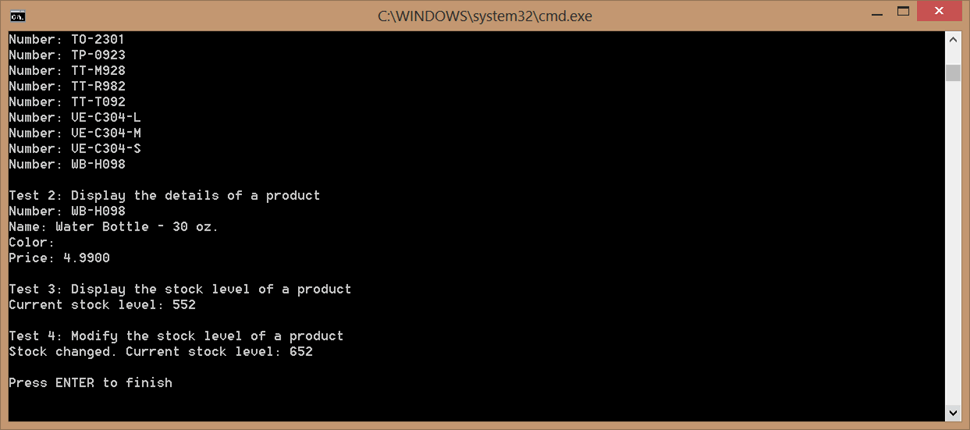 C:\WINDOWS\system32\cmd.exe
Number: TO-2301
Number: TP-0923
Number: TT-M928
Number: TT-R982
Number: TT-T092
Number: VE-C304-L
Number: VE-C304-M
Number: VE-C304-S
Number: WB-H098
Test 2: Display the details of a product
Number: WB-H098
Name: Water Bottle - 30 oz.
Color:
Price: 4.9900
Test 3: Display the stock level of a product
Current stock level: 552
Test 4: Modify the stock level of a product
Stock changed. Current stock level: 652
Press ENTER to finish